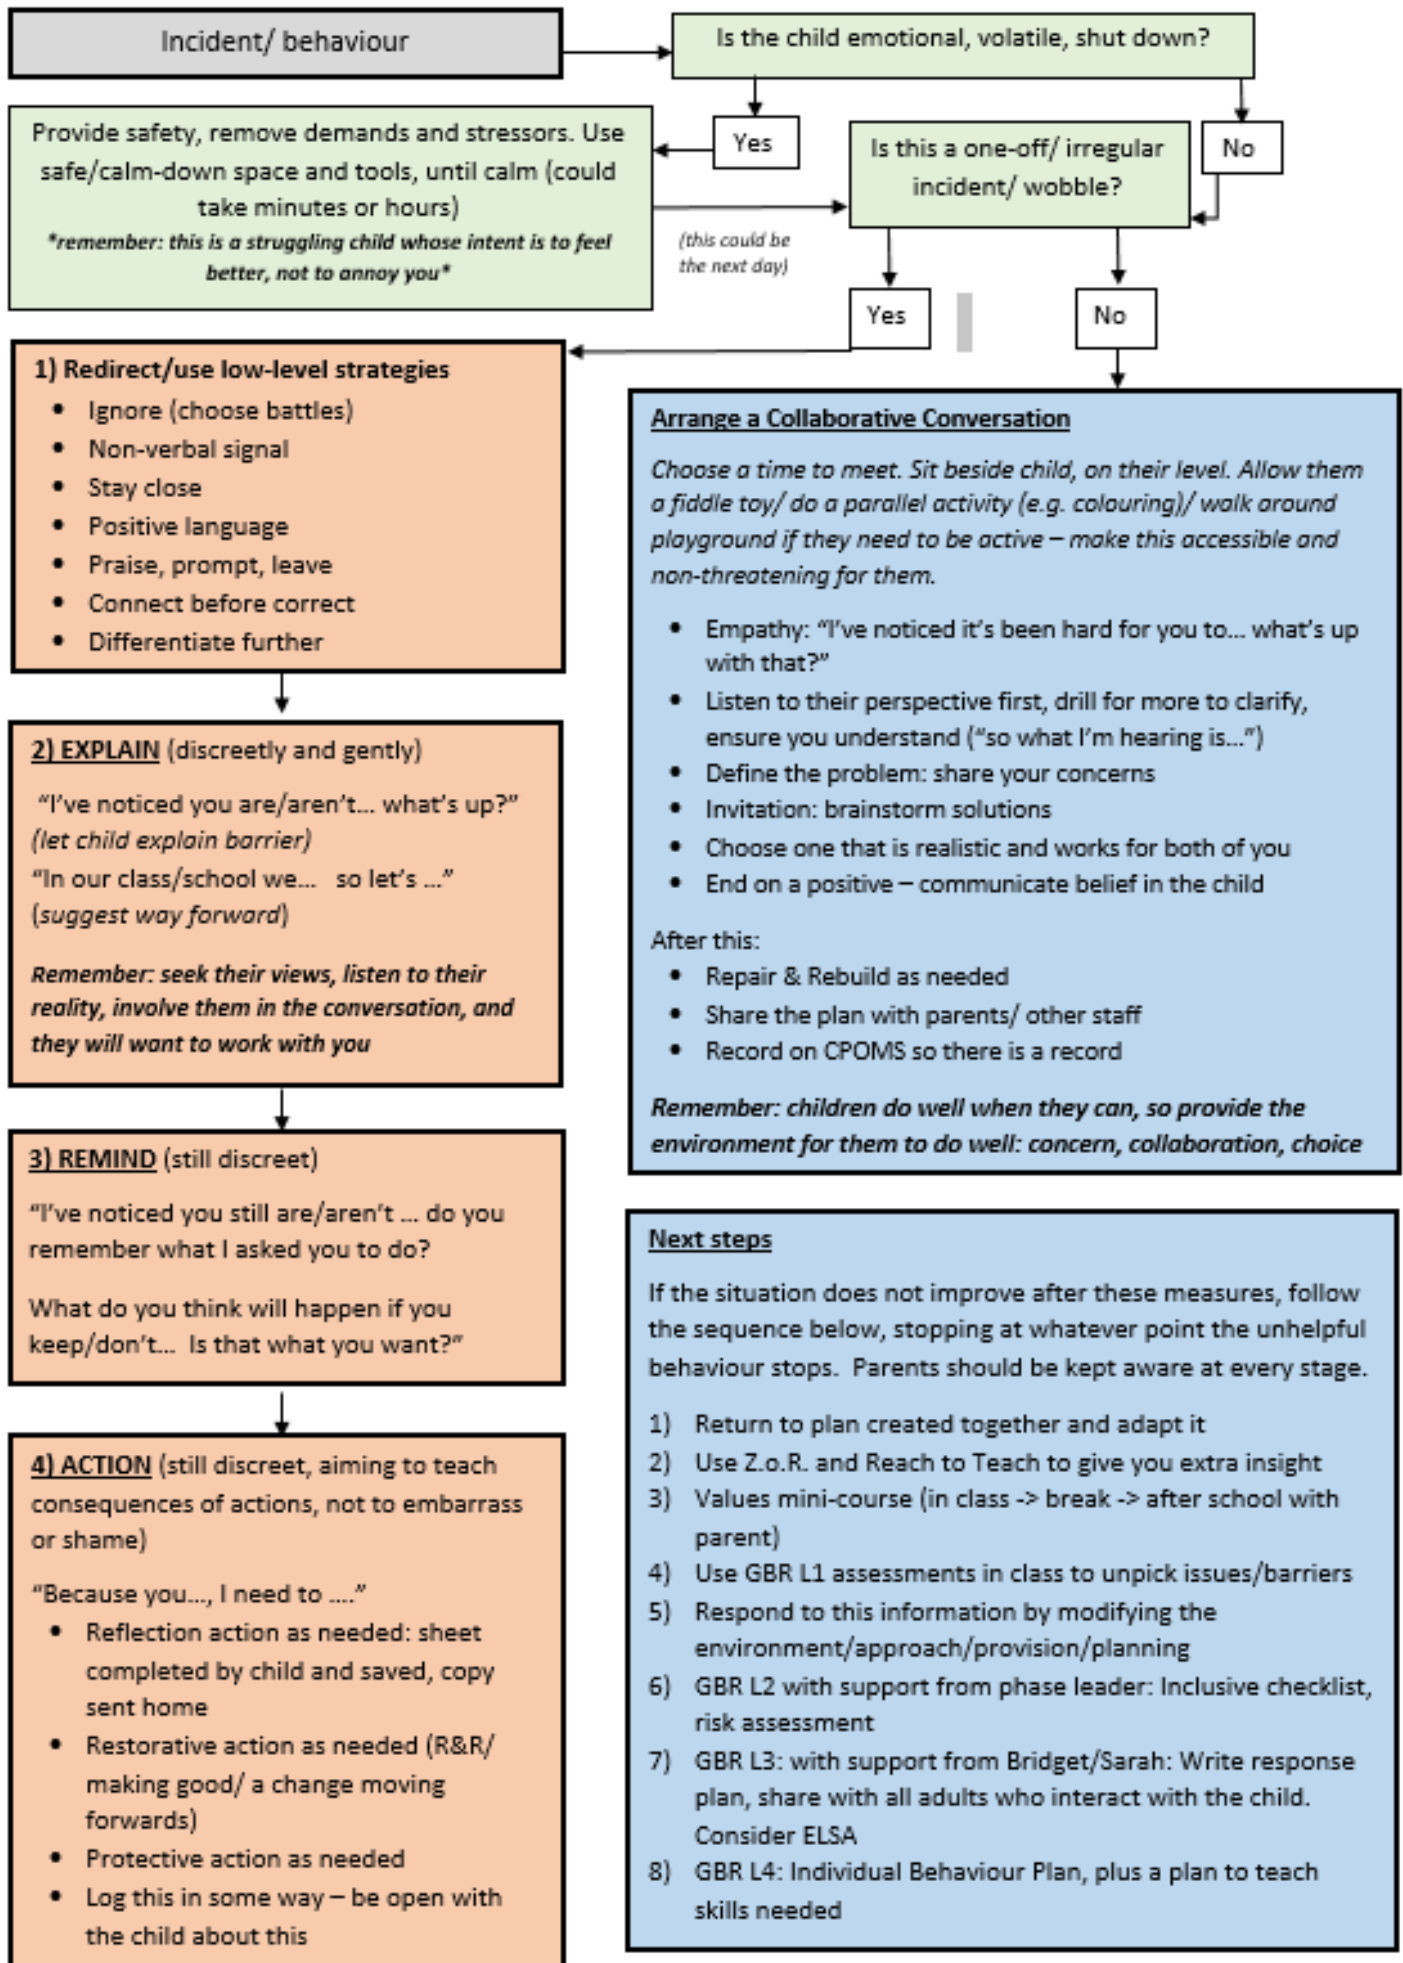 Incident/ behaviour
Is the child emotional, volatile, shut down?
Yes
No
Provide safety, remove demands and stressors. Use
safe/calm-down space and tools, until calm (could
take minutes or hours)
*remember: this is a struggling child whose intent is to feel
better, not to annoy you*
(this could be
the next day)
Is this a one-off/ irregular
incident/ wobble?
Yes
No
1) Redirect/use low-level strategies
• Ignore (choose battles)
• Non-verbal signal
• Stay close
• Positive language
• Praise, prompt, leave
• Connect before correct
• Differentiate further
2) EXPLAIN (discreetly and gently)
"I've noticed you are/aren't... what's up?"
(let child explain barrier)
"In our class/school we... so let's ..."
(suggest way forward)
Remember: seek their views, listen to their
reality, involve them in the conversation, and
they will want to work with you
3) REMIND (still discreet)
"I've noticed you still are/aren't ... do you
remember what I asked you to do?
What do you think will happen if you
keep/don't... Is that what you want?"
4) ACTION (still discreet, aiming to teach
consequences of actions, not to embarrass
or shame)
"Because you..., I need to ...."
• Reflection action as needed: sheet
completed by child and saved, copy
sent home
• Restorative action as needed (R&R/
making good/ a change moving
forwards)
• Protective action as needed
• Log this in some way – be open with
the child about this
Arrange a Collaborative Conversation
Choose a time to meet. Sit beside child, on their level. Allow them
a fiddle toy/ do a parallel activity (e.g. colouring)/ walk around
playground if they need to be active – make this accessible and
non-threatening for them.
• Empathy: "I've noticed it's been hard for you to... what's up
with that?"
• Listen to their perspective first, drill for more to clarify,
ensure you understand ("so what I'm hearing is...")
• Define the problem: share your concerns
• Invitation: brainstorm solutions
• Choose one that is realistic and works for both of you
• End on a positive – communicate belief in the child
After this:
• Repair & Rebuild as needed
• Share the plan with parents/ other staff
• Record on CPOMS so there is a record
Remember: children do well when they can, so provide the
environment for them to do well: concern, collaboration, choice
Next steps
If the situation does not improve after these measures, follow
the sequence below, stopping at whatever point the unhelpful
behaviour stops. Parents should be kept aware at every stage.
1) Return to plan created together and adapt it
2) Use Z.o.R. and Reach to Teach to give you extra insight
3) Values mini-course (in class -> break -> after school with
parent)
4) Use GBR L1 assessments in class to unpick issues/barriers
5) Respond to this information by modifying the
environment/approach/provision/planning
6) GBR L2 with support from phase leader: Inclusive checklist,
risk assessment
7) GBR L3: with support from Bridget/Sarah: Write response
plan, share with all adults who interact with the child.
Consider ELSA
8) GBR L4: Individual Behaviour Plan, plus a plan to teach
skills needed